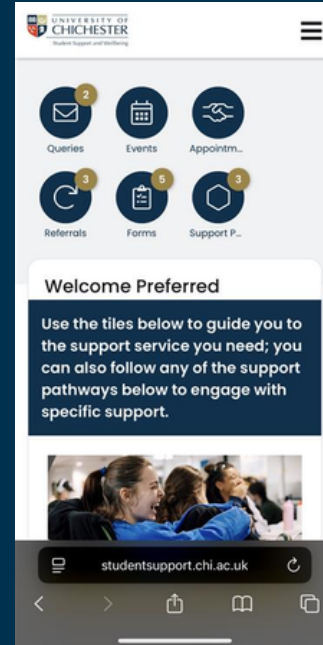 UNIVERSITY OF
CHICHESTER
Student Support and Wellbeing
2
Queries
Events
Appointm...
3
Referrals
5
Forms
3
Support P...
Welcome Preferred
Use the tiles below to guide you to
the support service you need; you
can also follow any of the support
pathways below to engage with
specific support.
studentsupport.chi.ac.uk